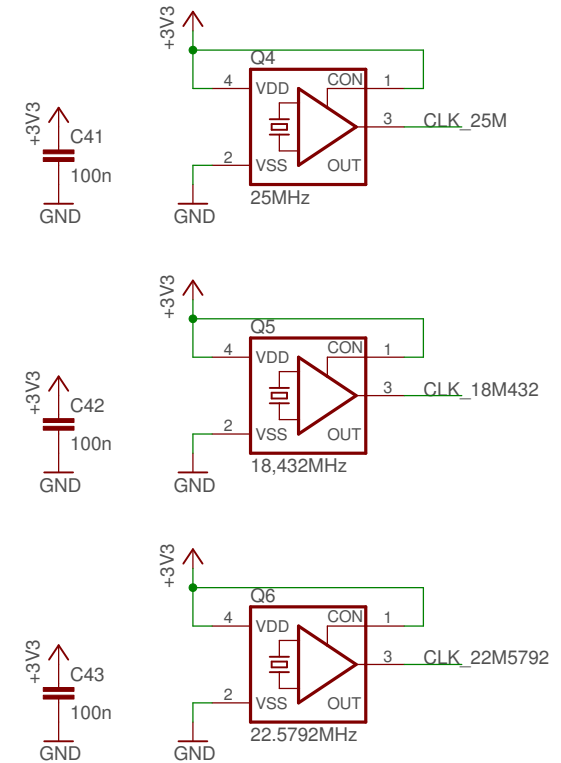 +3V3
Q4
4 VDD CON 1
3 CLK_25M
2 VSS OUT
25MHz
GND
+3V3
C41
100n
GND
+3V3
Q5
4 VDD CON 1
3 CLK_18M432
2 VSS OUT
18,432MHz
GND
+3V3
C42
100n
GND
+3V3
Q6
4 VDD CON 1
3 CLK_22M5792
2 VSS OUT
22.5792MHz
GND
+3V3
C43
100n
GND